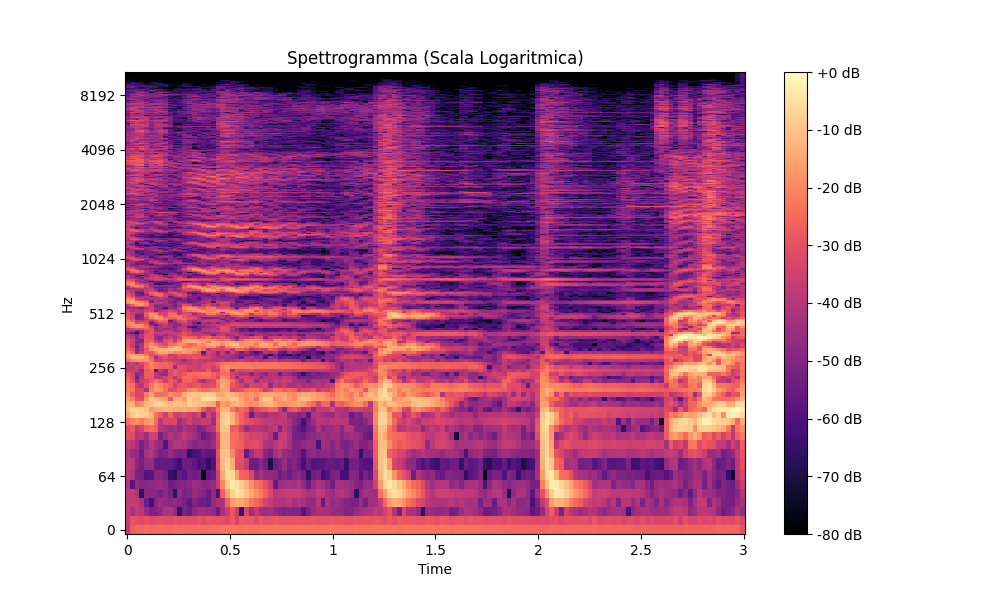 Spettrogramma (Scala Logaritmica)
Hz
8192
4096
2048
1024
512
256
128
64
0
0
0.5
1
1.5
2
2.5
3
Time
+0 dB
-10 dB
-20 dB
-30 dB
-40 dB
-50 dB
-60 dB
-70 dB
-80 dB